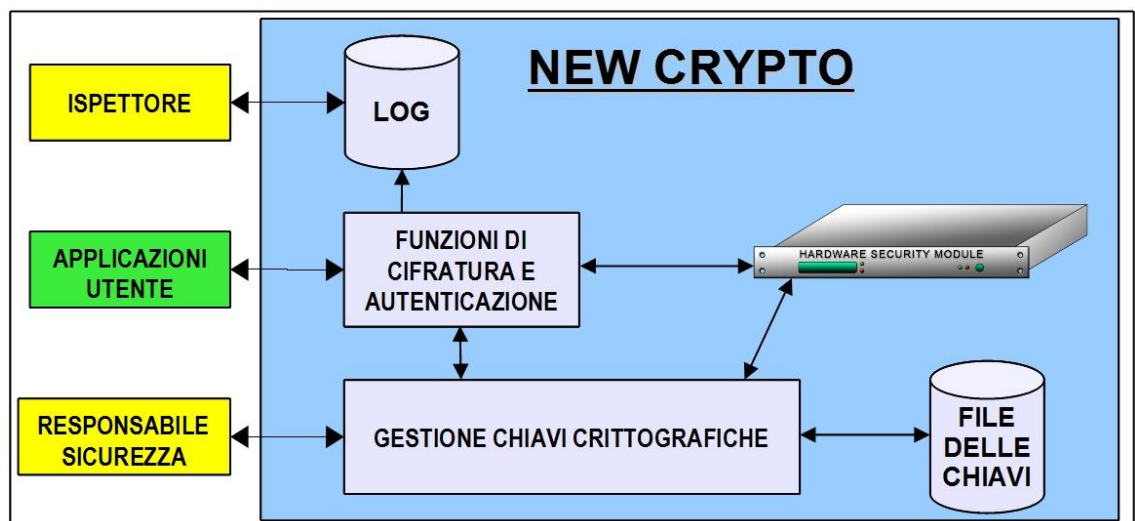 NEW CRYPTO
ISPETTORE
LOG
APPLICAZIONI
UTENTE
FUNZIONI DI
CIFRATURA E
AUTENTICAZIONE
HARDWARE SECURITY MODULE
RESPONSABILE
SICUREZZA
GESTIONE CHIAVI CRITTOGRAFICHE
FILE
DELLE
CHIAVI